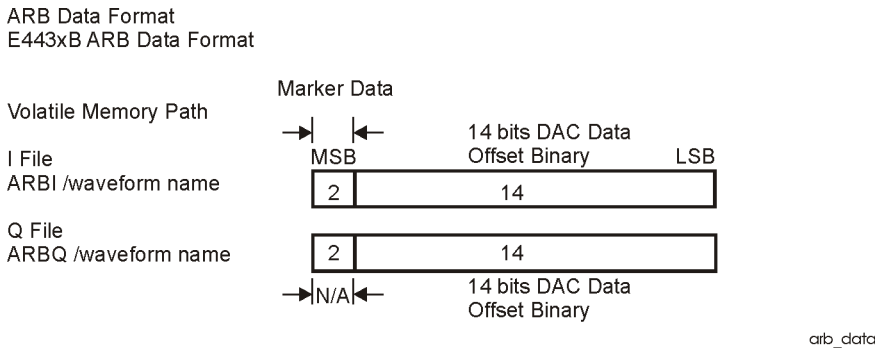 ARB Data Format
E443xB ARB Data Format
Marker Data
Volatile Memory Path
14 bits DAC Data
Offset Binary
I File
MSB
LSB
ARBI /waveform name
2
14
Q File
ARBQ /waveform name
2
14
N/A
14 bits DAC Data
Offset Binary
arb_data